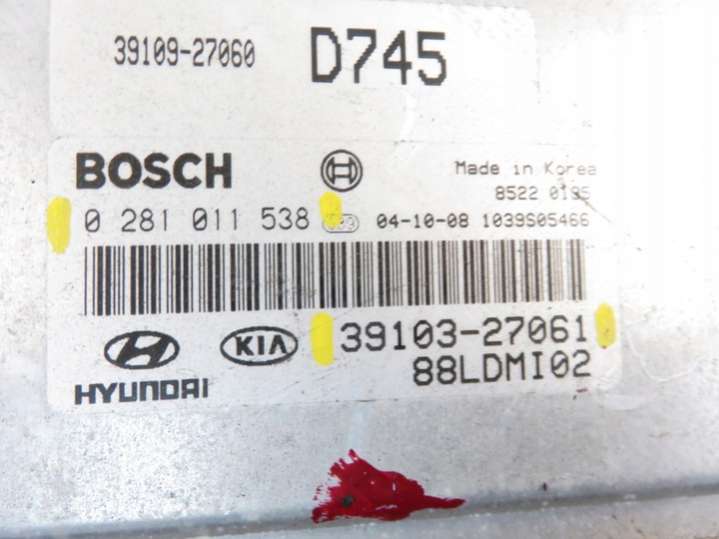 39109-27060 D745
BOSCH
Made in Korea
8522 0195
0 281 011 538 04-10-08 1039S05466
KIA 39103-27061
HYUNDAI 88LDMI02